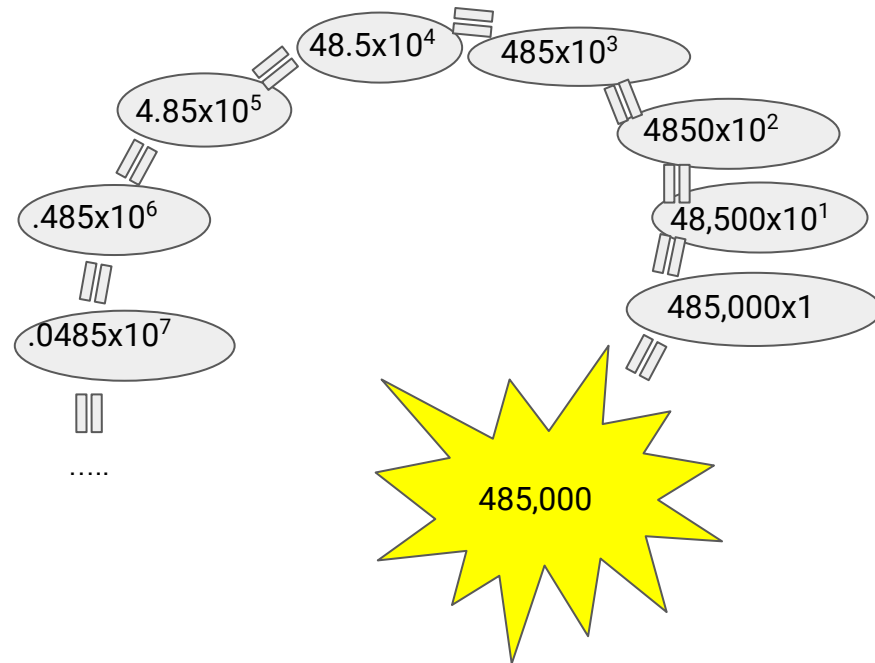 48.5x10⁴
485x10³
4.85x10⁵
4850x10²
.485x10⁶
48,500x10¹
485,000x1
.0485x10⁷
.....
485,000